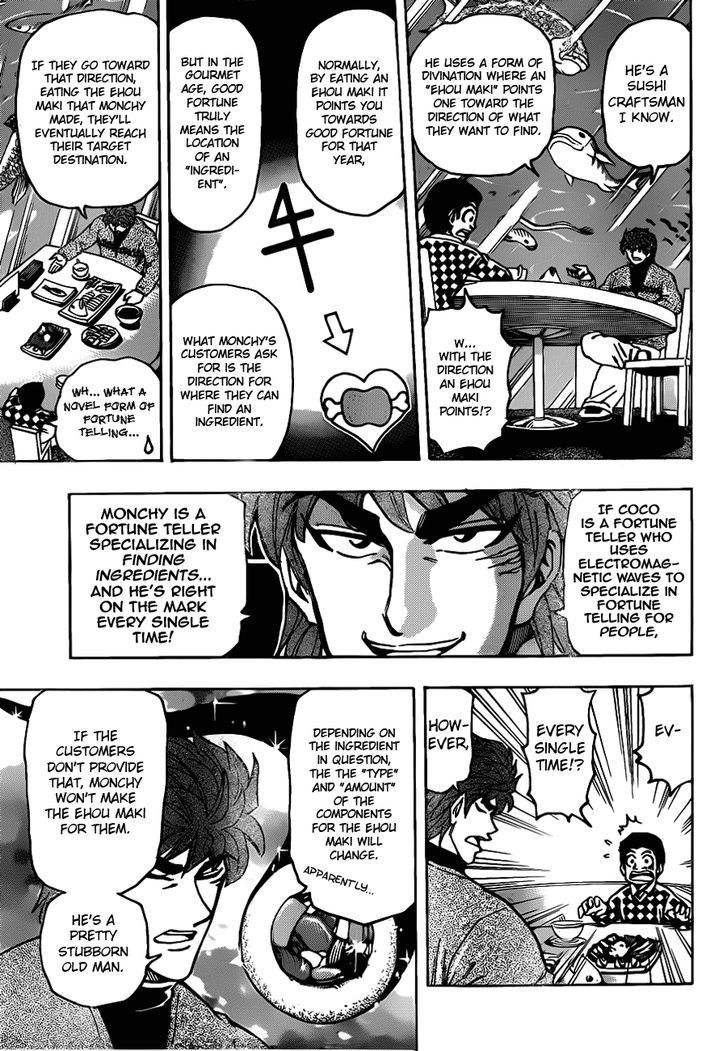 HE'S A
SUSHI
CRAFTSMAN
I KNOW.
HE USES A FORM OF
DIVINATION WHERE AN
"EHOU MAKI" POINTS
ONE TOWARD THE
DIRECTION OF WHAT
THEY WANT TO FIND.
W...
WITH THE
DIRECTION
AN EHOU
MAKI
POINTS!?
NORMALLY,
BY EATING AN
EHOU MAKI IT
POINTS YOU
TOWARDS
GOOD FORTUNE
FOR THAT
YEAR,
BUT IN THE
GOURMET
AGE, GOOD
FORTUNE
TRULY
MEANS THE
LOCATION
OF AN
"INGREDI-
ENT".
WHAT MONCHY'S
CUSTOMERS ASK
FOR IS THE
DIRECTION FOR
WHERE THEY CAN
FIND AN
INGREDIENT.
4
IF THEY GO TOWARD
THAT DIRECTION,
EATING THE EHOU
MAKI THAT MONCHY
MADE, THEY'LL
EVENTUALLY REACH
THEIR TARGET
DESTINATION.
WH... WHAT A
NOVEL FORM OF
FORTUNE
TELLING...
IF COCO
IS A FORTUNE
TELLER WHO
USES
ELECTROMAG-
NETIC WAVES TO
SPECIALIZE IN
FORTUNE
TELLING FOR
PEOPLE,
MONCHY IS A
FORTUNE TELLER
SPECIALIZING IN
FINDING
INGREDIENTS...
AND HE'S RIGHT
ON THE MARK
EVERY SINGLE
TIME!
EV-
EVERY
SINGLE
TIME!?
HOW-
EVER,
DEPENDING ON
THE INGREDIENT
IN QUESTION,
THE THE "TYPE"
AND "AMOUNT"
OF THE
COMPONENTS
FOR THE EHOU
MAKI WILL
CHANGE.
APPARENTLY...
IF THE
CUSTOMERS
DON'T PROVIDE
THAT, MONCHY
WON'T MAKE
THE EHOU MAKI
FOR THEM.
HE'S A
PRETTY
STUBBORN
OLD MAN.